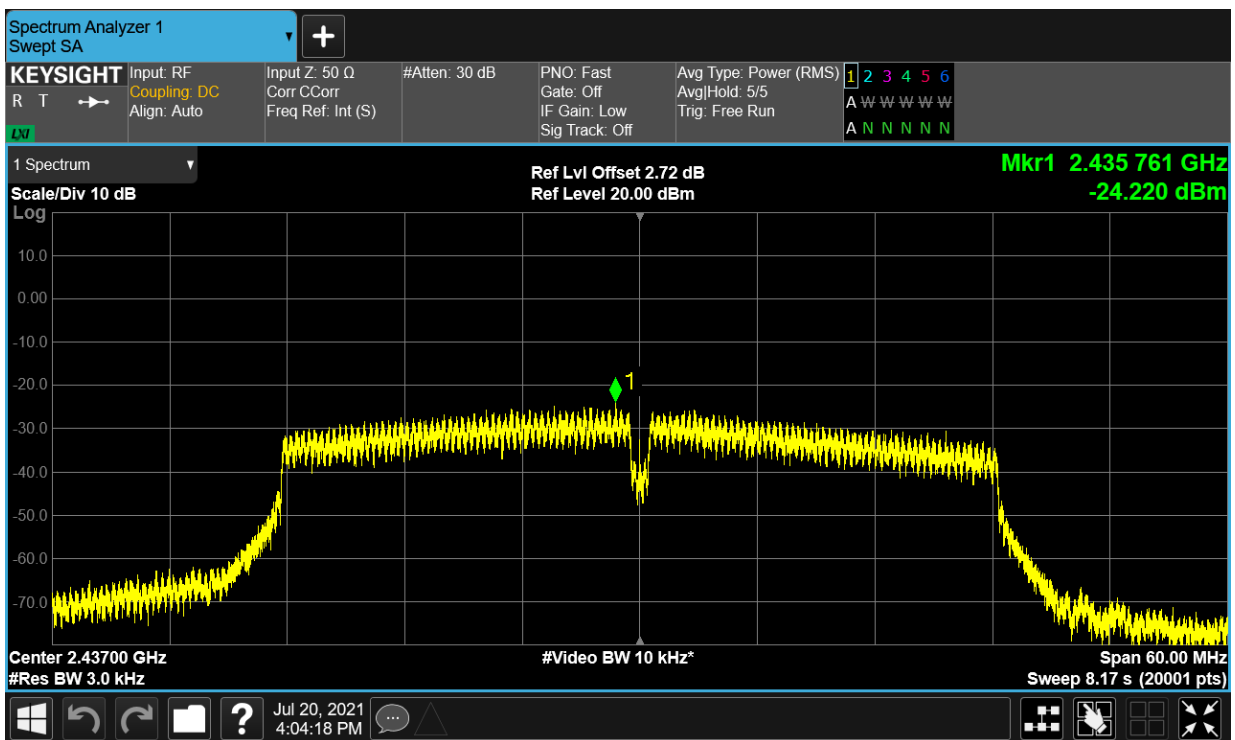 Spectrum Analyzer 1
Swept SA
KEYSIGHT
R T
LXI
Input: RF
Coupling: DC
Align: Auto
Input Z: 50 Ω
Corr CCorr
Freq Ref: Int (S)
#Atten: 30 dB
PNO: Fast
Gate: Off
IF Gain: Low
Sig Track: Off
Avg Type: Power (RMS)
Avg|Hold: 5/5
Trig: Free Run
1 2 3 4 5 6
A W W W W W
A N N N N N
1 Spectrum
Scale/Div 10 dB
Log
Ref Lvl Offset 2.72 dB
Ref Level 20.00 dBm
Mkr1 2.435 761 GHz
-24.220 dBm
10.0
0.00
-10.0
-20.0
1
-30.0
-40.0
-50.0
-60.0
-70.0
Center 2.43700 GHz
#Res BW 3.0 kHz
#Video BW 10 kHz*
Span 60.00 MHz
Sweep 8.17 s (20001 pts)
?
Jul 20, 2021
4:04:18 PM